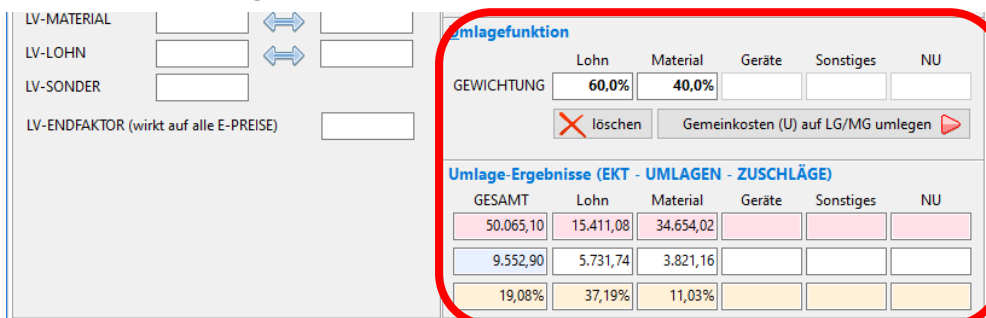 LV-MATERIAL
LV-LOHN
LV-SONDER
LV-ENDFAKTOR (wirkt auf alle E-PREISE)
Umlagefunktion
Lohn Material Geräte Sonstiges NU
GEWICHTUNG 60,0% 40,0%
löschen Gemeinkosten (U) auf LG/MG umlegen
Umlage-Ergebnisse (EKT - UMLAGEN - ZUSCHLÄGE)
GESAMT Lohn Material Geräte Sonstiges NU
50.065,10 15.411,08 34.654,02
9.552,90 5.731,74 3.821,16
19,08% 37,19% 11,03%